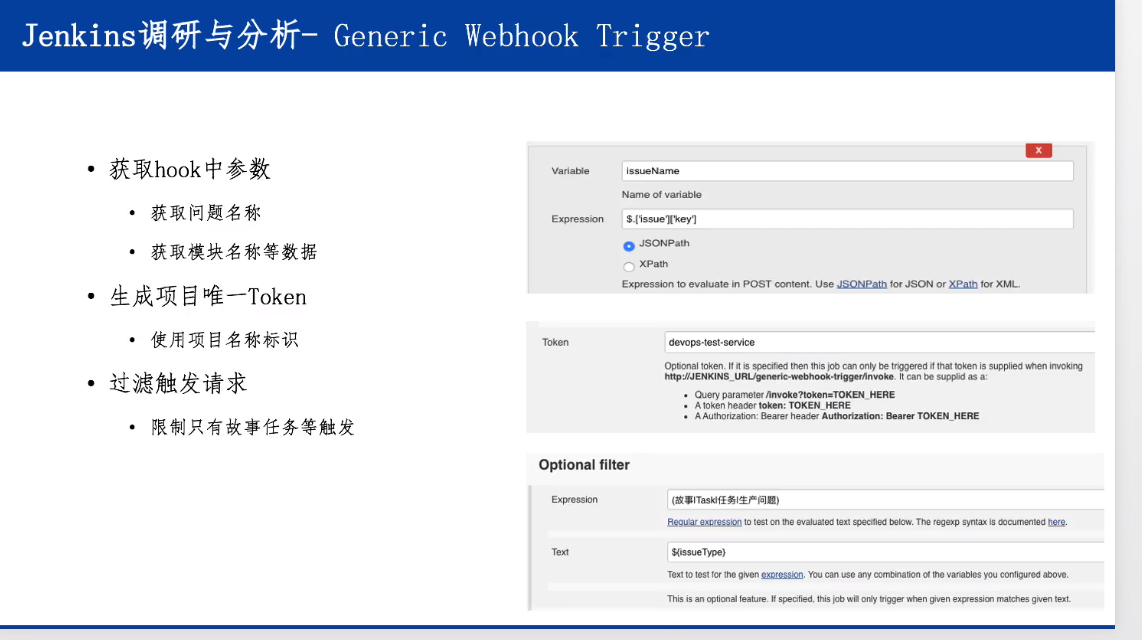 Jenkins调研与分析- Generic Webhook Trigger
• 获取hook中参数
• 获取问题名称
• 获取模块名称等数据
• 生成项目唯一Token
• 使用项目名称标识
• 过滤触发请求
• 限制只有故事任务等触发
X
Variable issueName
Name of variable
Expression $.['issue']['key']
JSONPath
XPath
Expression to evaluate in POST content. Use JSONPath for JSON or XPath for XML.
Token devops-test-service
Optional token. If it is specified then this job can only be triggered if that token is supplied when invoking
http://JENKINS_URL/generic-webhook-trigger/invoke. It can be supplid as a:
• Query parameter /invoke?token=TOKEN_HERE
• A token header token: TOKEN_HERE
• A Authorization: Bearer header Authorization: Bearer TOKEN_HERE
Optional filter
Expression (故事|Task|任务|生产问题)
Regular expression to test on the evaluated text specified below. The regexp syntax is documented here.
Text ${issueType}
Text to test for the given expression. You can use any combination of the variables you configured above.
This is an optional feature. If specified, this job will only trigger when given expression matches given text.